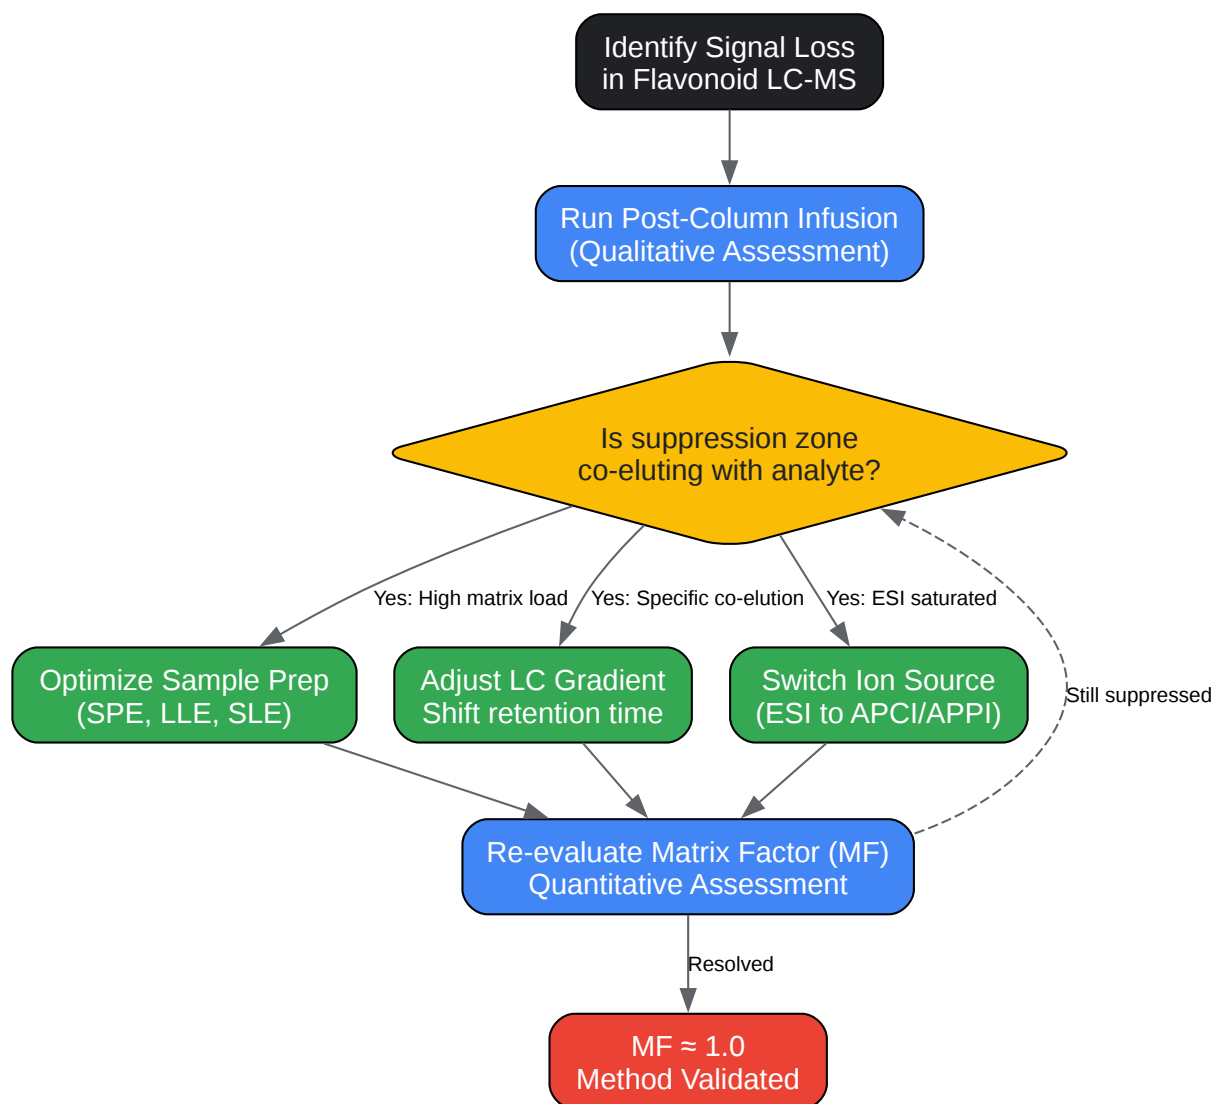 Identify Signal Loss
in Flavonoid LC-MS
Run Post-Column Infusion
(Qualitative Assessment)
Is suppression zone
co-eluting with analyte?
Yes: High matrix load
Yes: Specific co-elution
Yes: ESI saturated
Optimize Sample Prep
(SPE, LLE, SLE)
Adjust LC Gradient
Shift retention time
Switch Ion Source
(ESI to APCI/APPI)
Still suppressed
Re-evaluate Matrix Factor (MF)
Quantitative Assessment
Resolved
MF ≈ 1.0
Method Validated